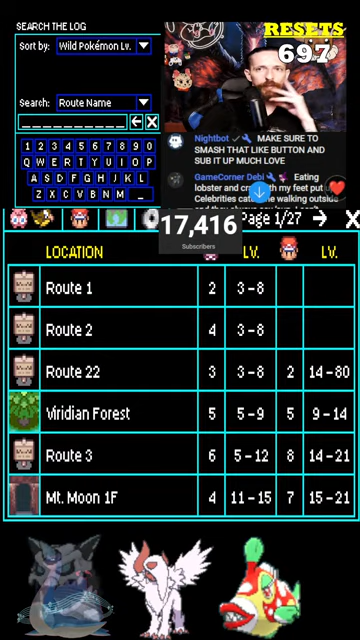 SEARCH THE LOG
Sort by: Wild Pokémon Lv.
Search: Route Name
1 2 3 4 5 6 7 8 9 0
Q W E R T Y U I O P
A S D F G H J K L
Z X C V B N M _
RESETS
697
Nightbot MAKE SURE TO
SMASH THAT LIKE BUTTON AND
SUB IT UP MUCH LOVE
GameCorner Debi Eating
lobster and
with my feet put
Celebrities
walking outside
17,416
Subscribers
Page 1/27
LOCATION LV. LV.
Route 1 2 3-8
Route 2 4 3-8
Route 22 3 3-8 2 14-80
Viridian Forest 5 5-9 5 9-14
Route 3 6 5-12 8 14-21
Mt. Moon 1F 4 11-15 7 15-21